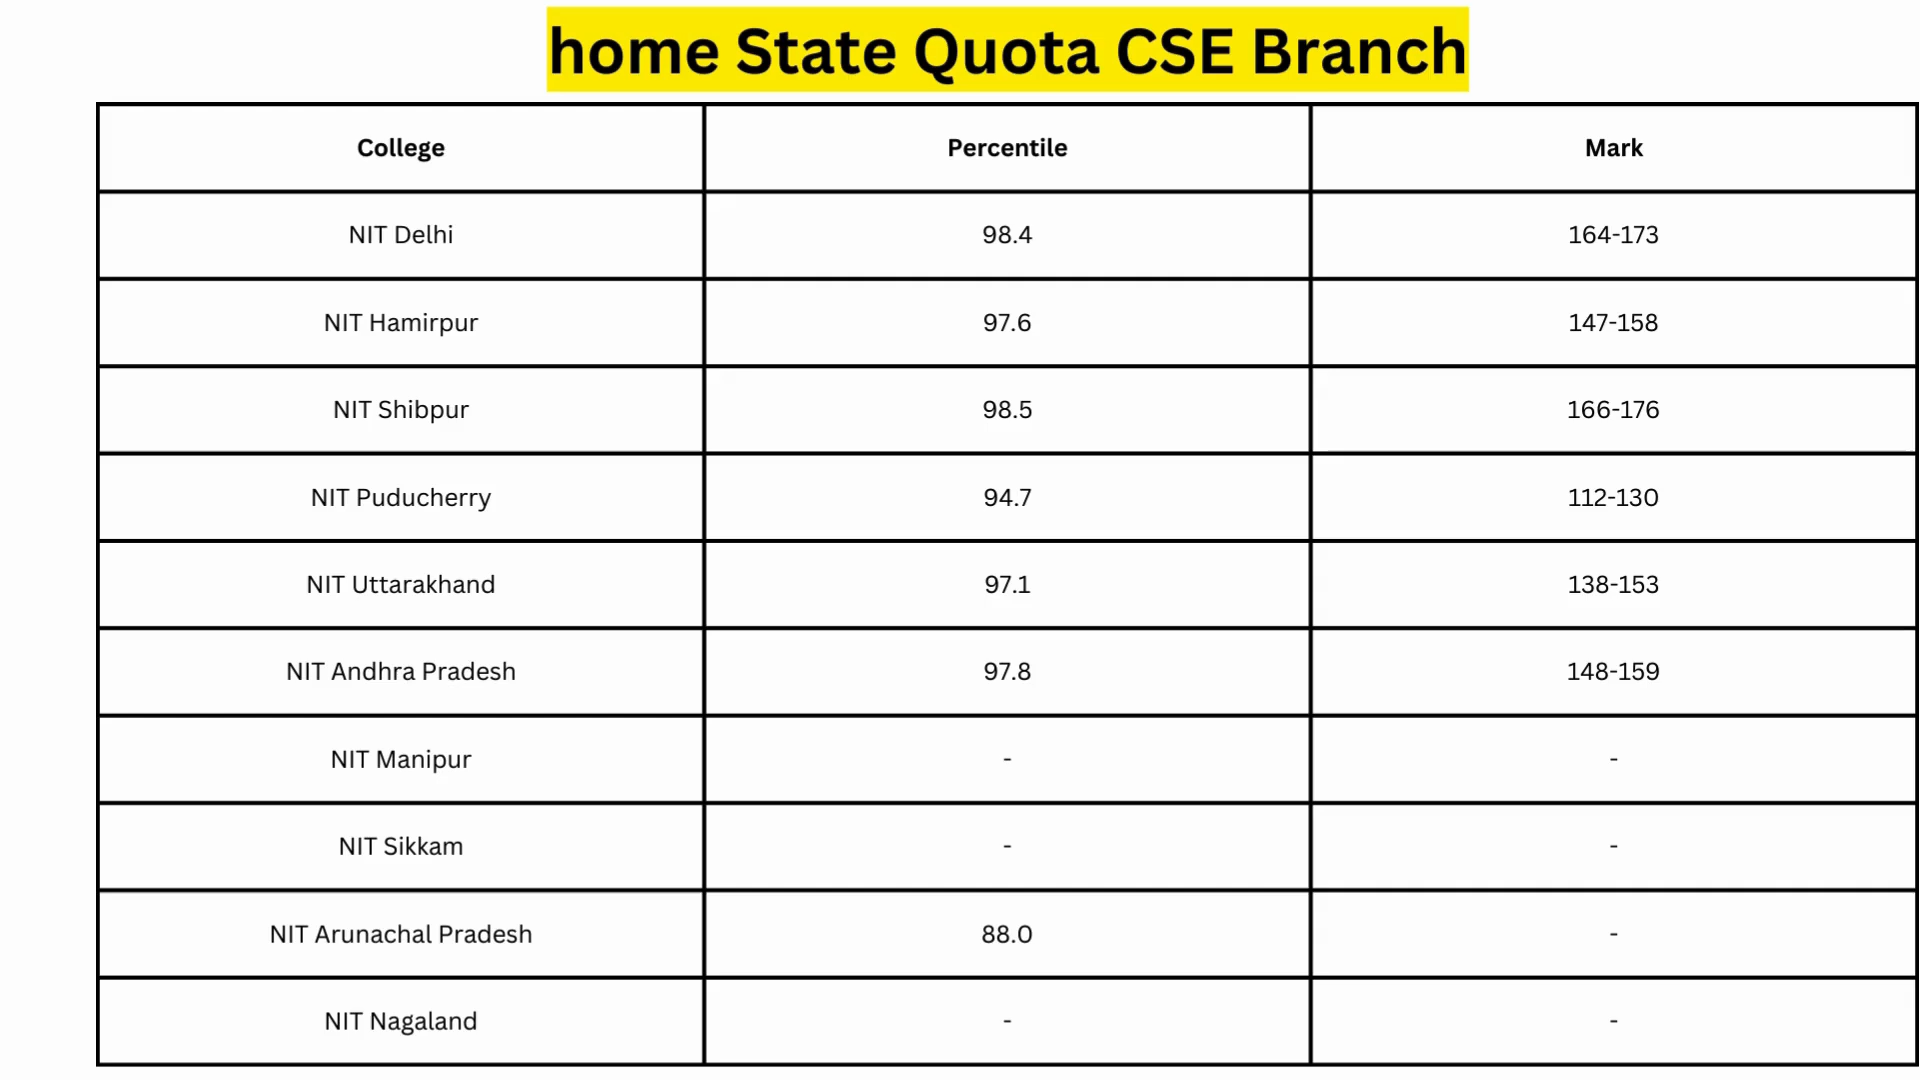 home State Quota CSE Branch
College Percentile Mark
NIT Delhi 98.4 164-173
NIT Hamirpur 97.6 147-158
NIT Shibpur 98.5 166-176
NIT Puducherry 94.7 112-130
NIT Uttarakhand 97.1 138-153
NIT Andhra Pradesh 97.8 148-159
NIT Manipur - -
NIT Sikkam - -
NIT Arunachal Pradesh 88.0 -
NIT Nagaland - -